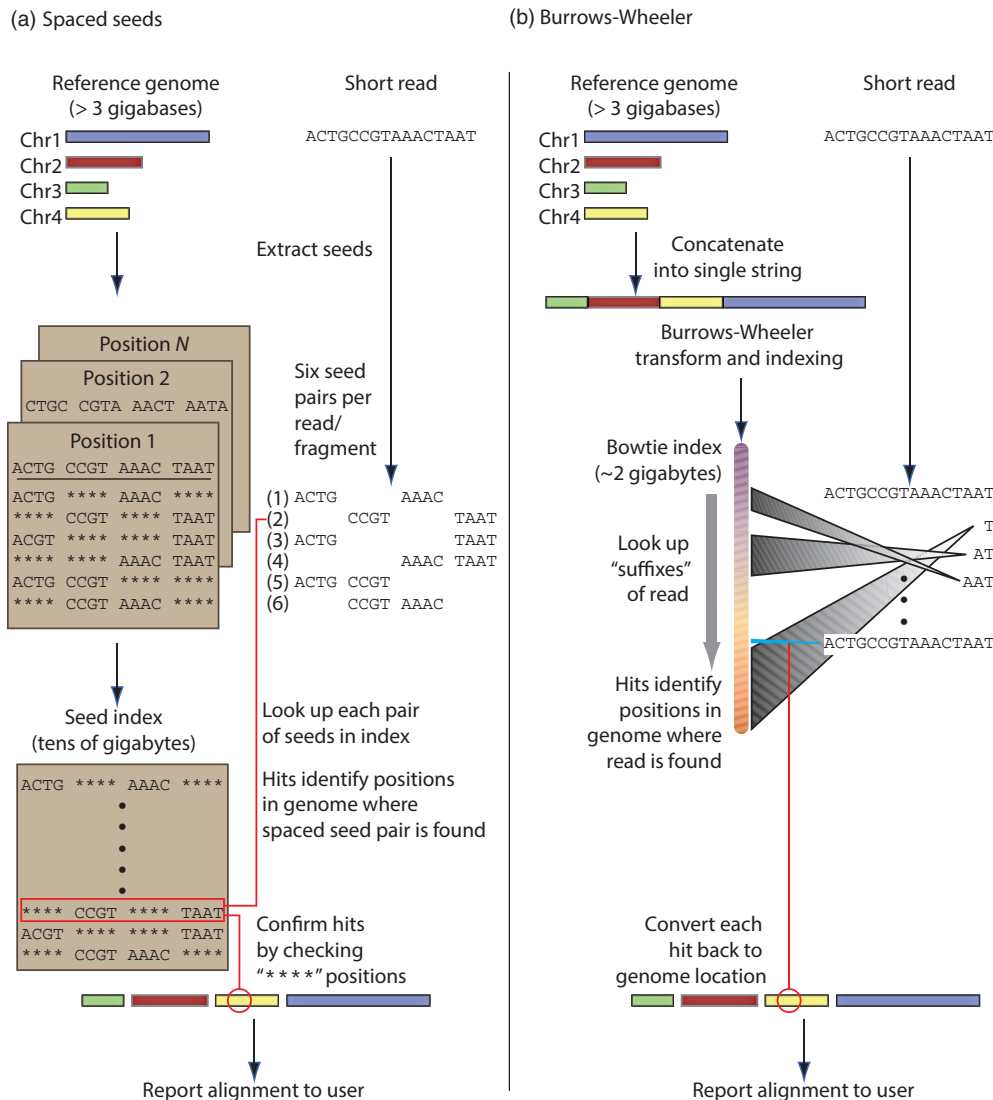 (a) Spaced seeds
Reference genome
(> 3 gigabases)
Short read
Chr1
Chr2
Chr3
Chr4
ACTGCCGTAAACTAAT
Extract seeds
Position N
Position 2
CTGC CGTA AACT AATA
Position 1
ACTG CCGT AAAC TAAT
ACTG **** AAAC ****
**** CCGT **** TAAT
ACGT **** **** TAAT
**** **** AAAC TAAT
ACTG CCGT **** ****
**** CCGT AAAC ****
Six seed
pairs per
read/
fragment
(1) ACTG AAAC
(2) CCGT TAAT
(3) ACTG TAAT
(4) AAAC TAAT
(5) ACTG CCGT
(6) CCGT AAAC
Seed index
(tens of gigabytes)
Look up each pair
of seeds in index
Hits identify positions
in genome where
spaced seed pair is found
ACTG **** AAAC ****
**** CCGT **** TAAT
ACGT **** **** TAAT
**** CCGT AAAC ****
Confirm hits
by checking
"****" positions
Report alignment to user
(b) Burrows-Wheeler
Reference genome
(> 3 gigabases)
Short read
Chr1
Chr2
Chr3
Chr4
ACTGCCGTAAACTAAT
Concatenate
into single string
Burrows-Wheeler
transform and indexing
Bowtie index
(~2 gigabytes)
ACTGCCGTAAACTAAT
T
AT
AAT
Look up
"suffixes"
of read
ACTGCCGTAAACTAAT
Hits identify
positions in
genome where
read is found
Convert each
hit back to
genome location
Report alignment to user